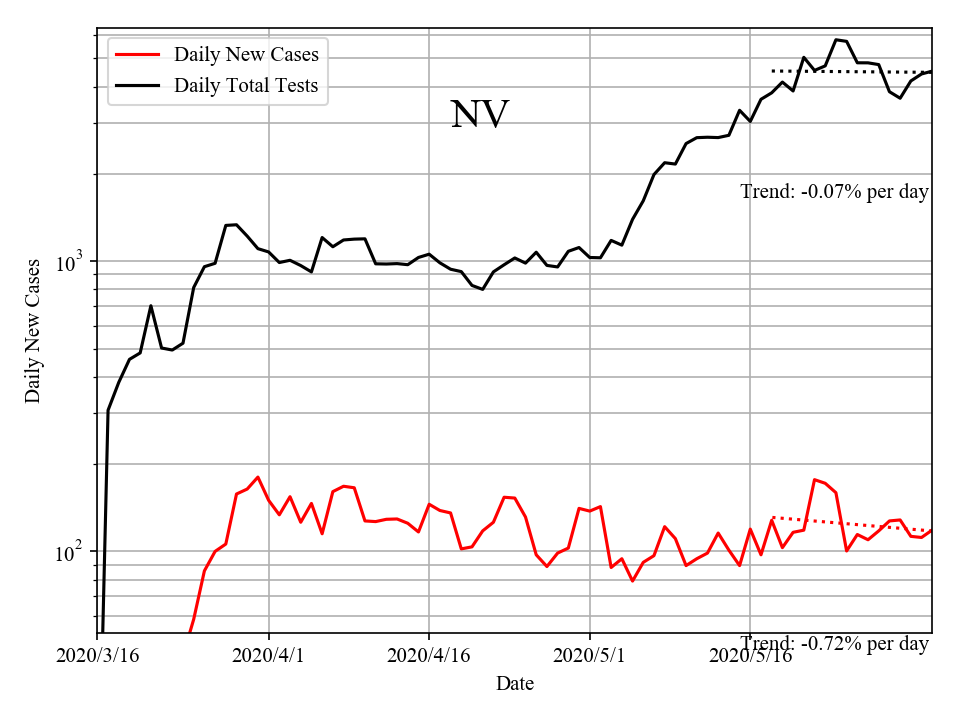 Daily New Cases
Daily Total Tests
NV
Trend: -0.07% per day
10³
10²
Daily New Cases
Trend: -0.72% per day
2020/3/16 2020/4/1 2020/4/16 2020/5/1 2020/5/16
Date